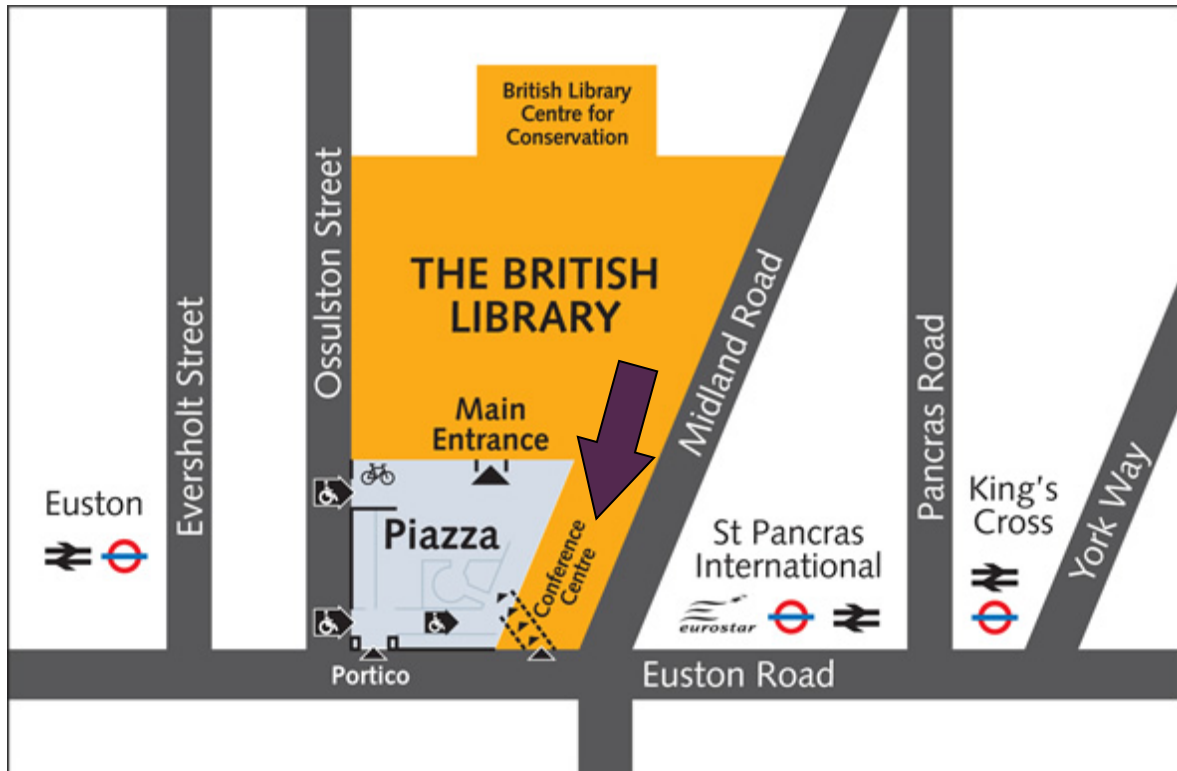 British Library
Centre for
Conservation
THE BRITISH
LIBRARY
Main
Entrance
Piazza
Conference
Centre
Portico
Eversholt Street
Ossulston Street
Midland Road
Pancras Road
York Way
Euston Road
Euston
St Pancras
International
eurostar
King's
Cross